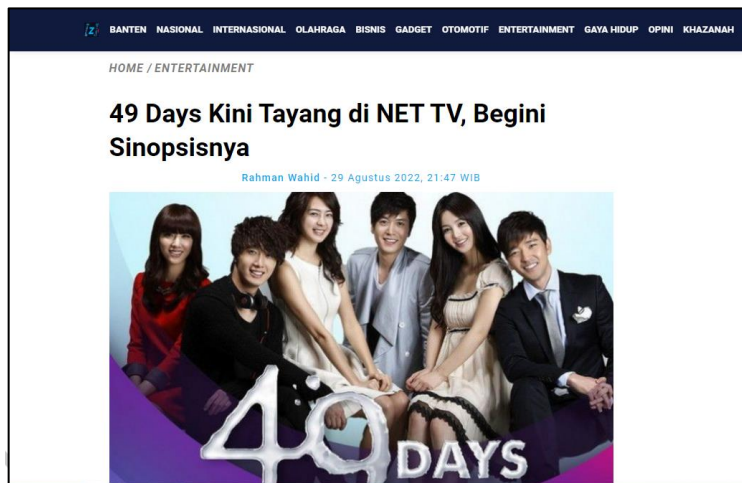 [z] BANTEN NASIONAL INTERNASIONAL OLAHRAGA BISNIS GADGET OTOMOTIF ENTERTAINMENT GAYA HIDUP OPINI KHAZANAH
HOME / ENTERTAINMENT
49 Days Kini Tayang di NET TV, Begini
Sinopsisnya
Rahman Wahid - 29 Agustus 2022, 21:47 WIB
49 DAYS